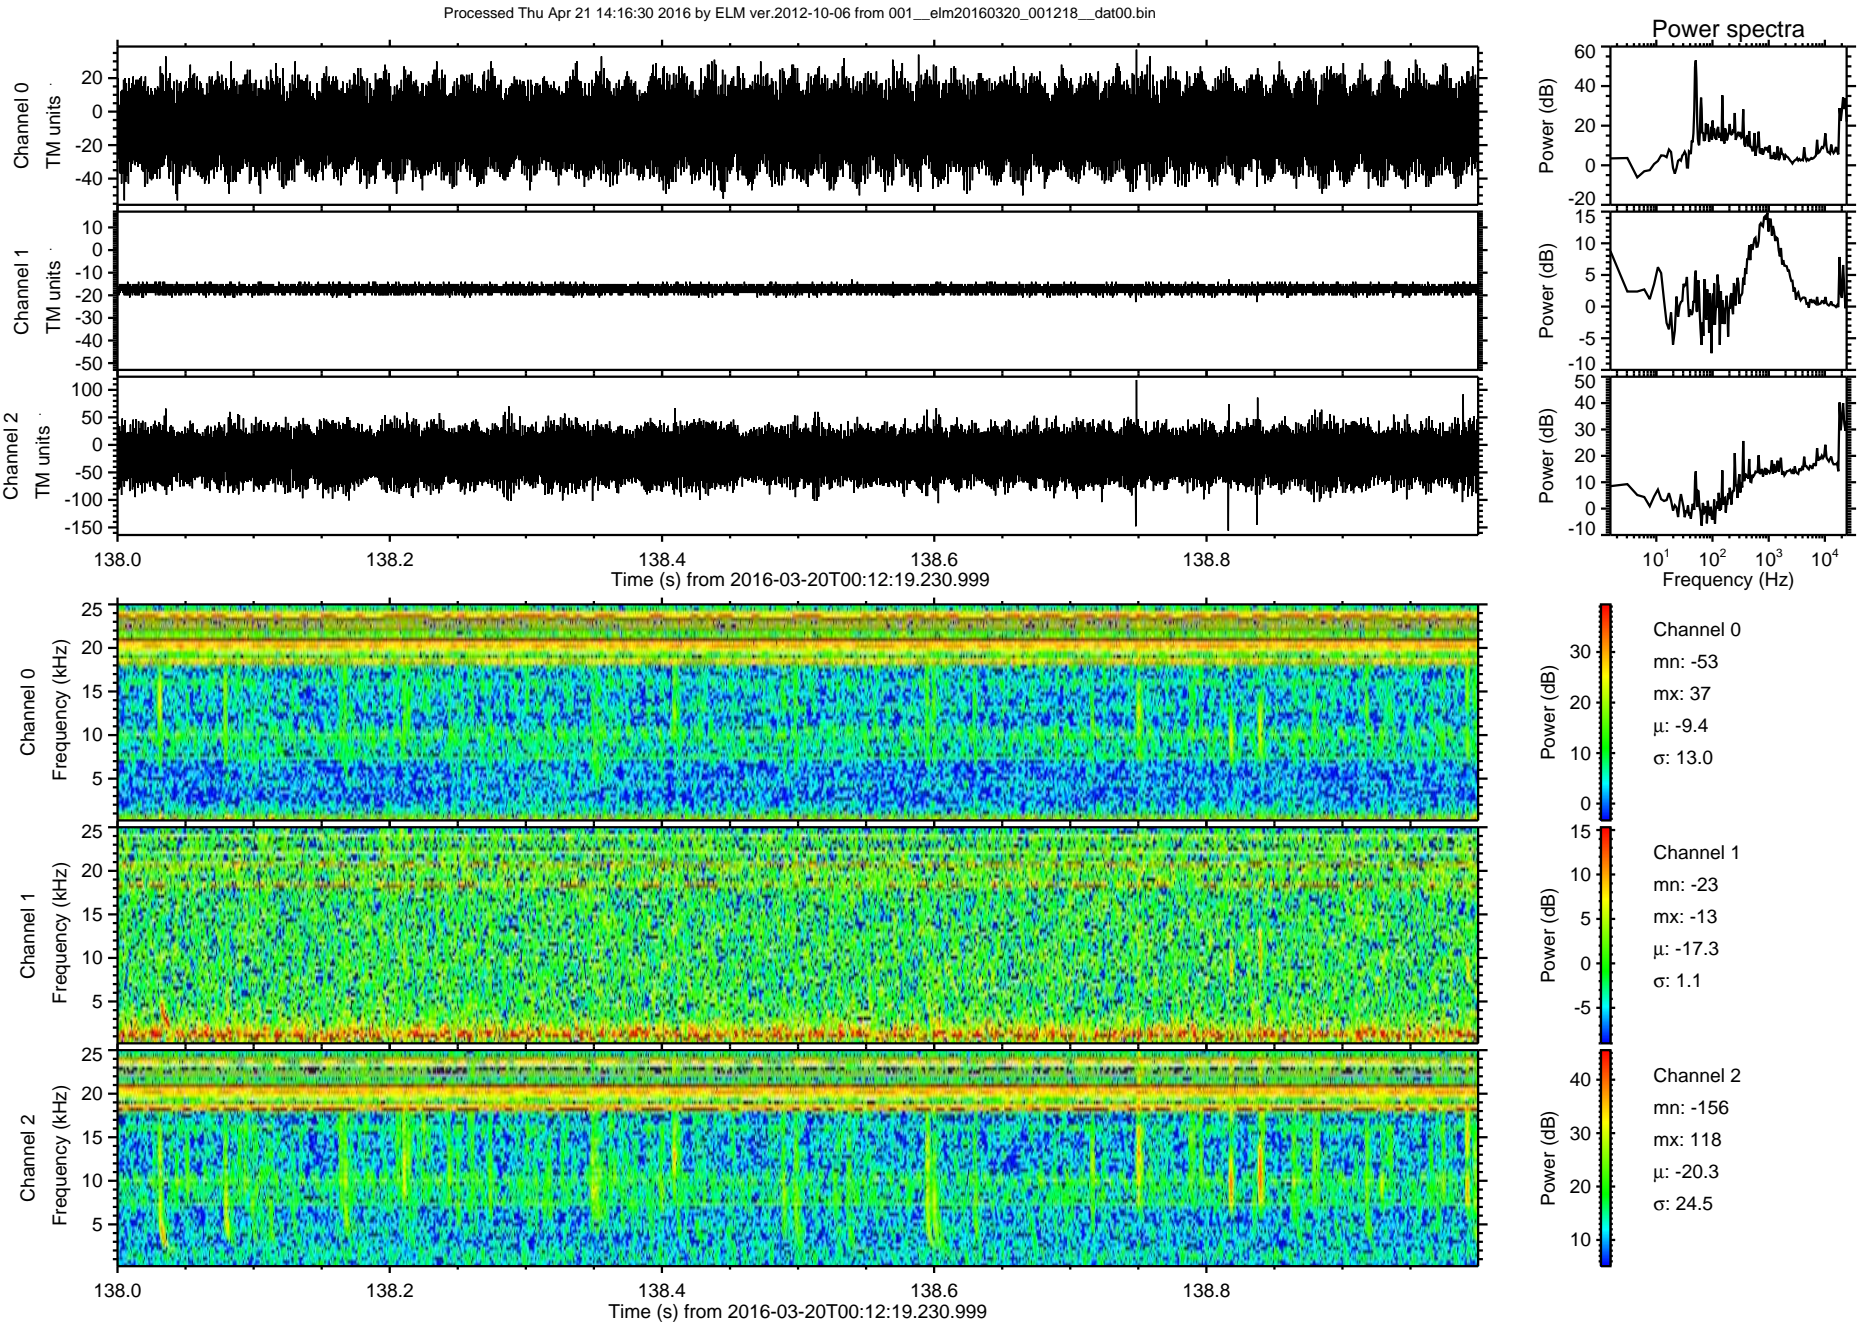 Processed Thu Apr 21 14:16:30 2016 by ELM ver.2012-10-06 from 001__elm20160320_001218__dat00.bin
Power spectra
Channel 0
TM units
20
0
-20
-40
Power (dB)
60
40
20
0
-20
Channel 1
TM units
10
0
-10
-20
-30
-40
-50
Power (dB)
15
10
5
0
-5
-10
Channel 2
TM units
100
50
0
-50
-100
-150
Power (dB)
50
40
30
20
10
0
-10
138.0 138.2 138.4 138.6 138.8
Time (s) from 2016-03-20T00:12:19.230.999
10^1 10^2 10^3 10^4
Frequency (Hz)
Channel 0
Frequency (kHz)
25
20
15
10
5
Power (dB)
30
20
10
0
Channel 0
mn: -53
mx: 37
μ: -9.4
σ: 13.0
Channel 1
Frequency (kHz)
25
20
15
10
5
Power (dB)
15
10
5
0
-5
Channel 1
mn: -23
mx: -13
μ: -17.3
σ: 1.1
Channel 2
Frequency (kHz)
25
20
15
10
5
Power (dB)
40
30
20
10
Channel 2
mn: -156
mx: 118
μ: -20.3
σ: 24.5
138.0 138.2 138.4 138.6 138.8
Time (s) from 2016-03-20T00:12:19.230.999